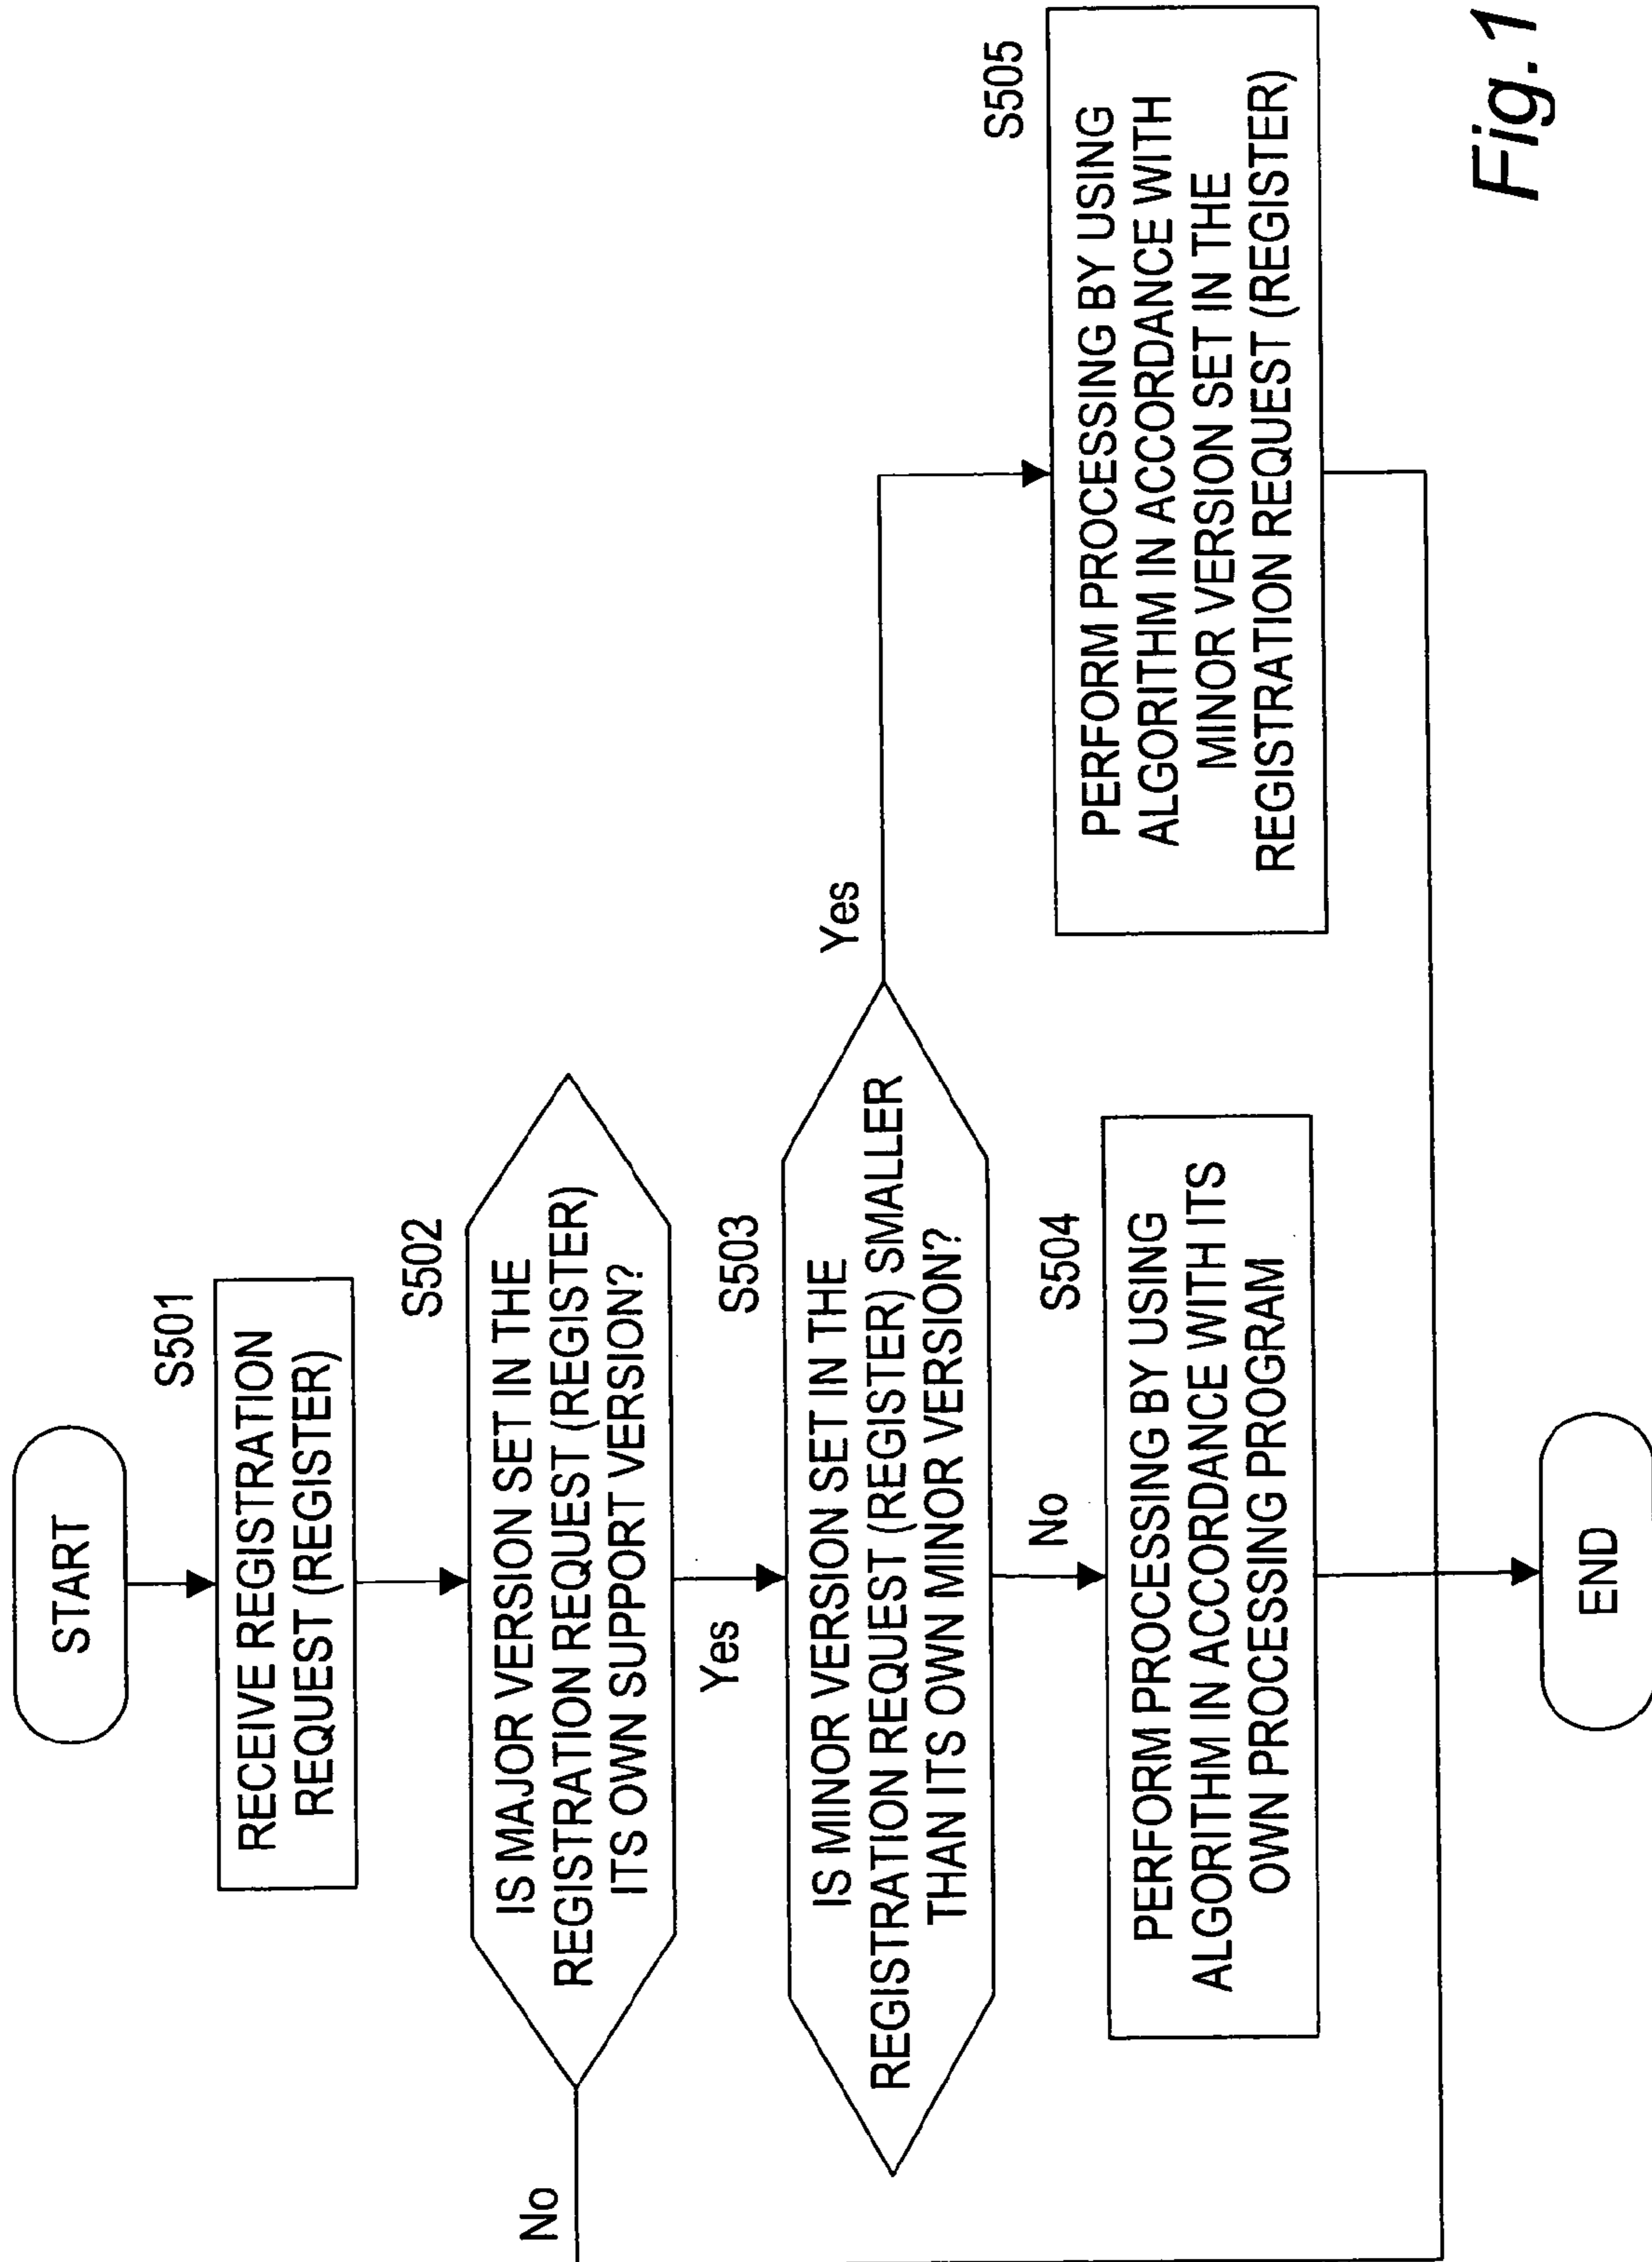 START
S501
RECEIVE REGISTRATION
REQUEST (REGISTER)
S502
IS MAJOR VERSION SET IN THE
REGISTRATION REQUEST (REGISTER)
ITS OWN SUPPORT VERSION?
No
Yes
S503
IS MINOR VERSION SET IN THE
REGISTRATION REQUEST (REGISTER) SMALLER
THAN ITS OWN MINOR VERSION?
Yes
No
S504
PERFORM PROCESSING BY USING
ALGORITHM IN ACCORDANCE WITH ITS
OWN PROCESSING PROGRAM
S505
PERFORM PROCESSING BY USING
ALGORITHM IN ACCORDANCE WITH
MINOR VERSION SET IN THE
REGISTRATION REQUEST (REGISTER)
END
Fig.1